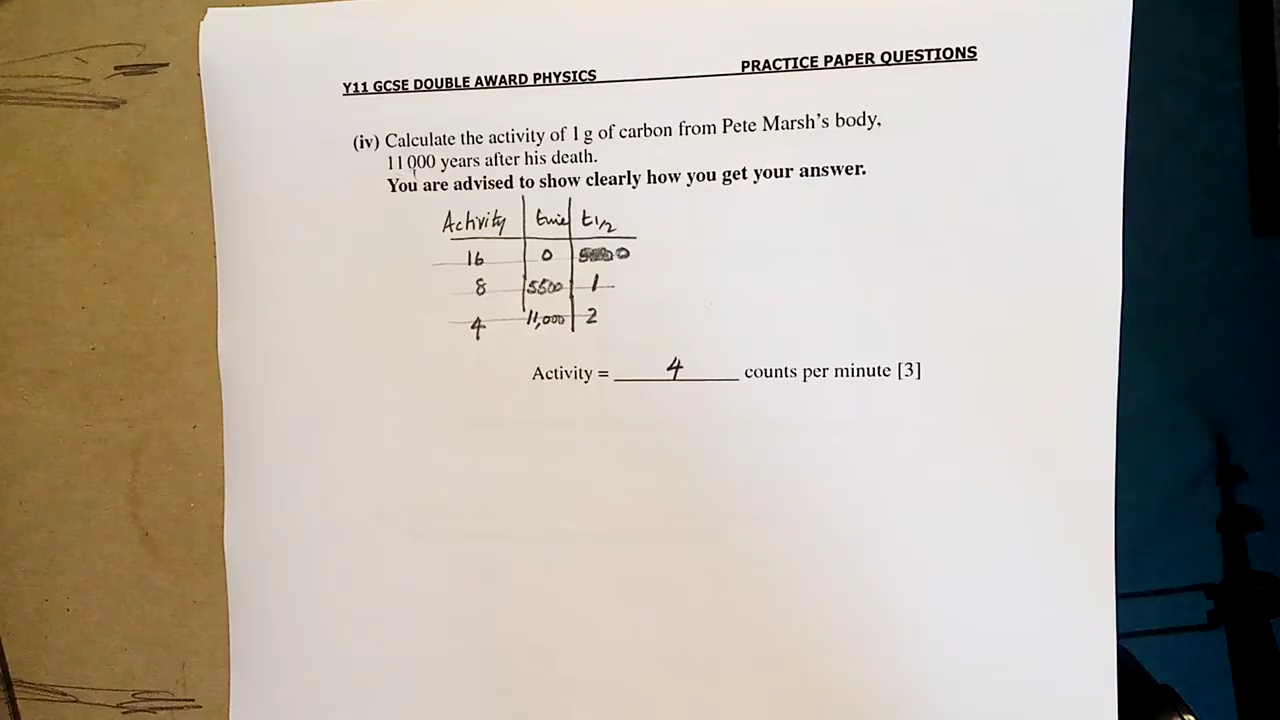 Y11 GCSE DOUBLE AWARD PHYSICS PRACTICE PAPER QUESTIONS
(iv) Calculate the activity of 1 g of carbon from Pete Marsh's body,
11 000 years after his death.
You are advised to show clearly how you get your answer.
Activity time t1/2
16 0 0
8 5500 1
4 11,000 2
Activity = 4 counts per minute [3]